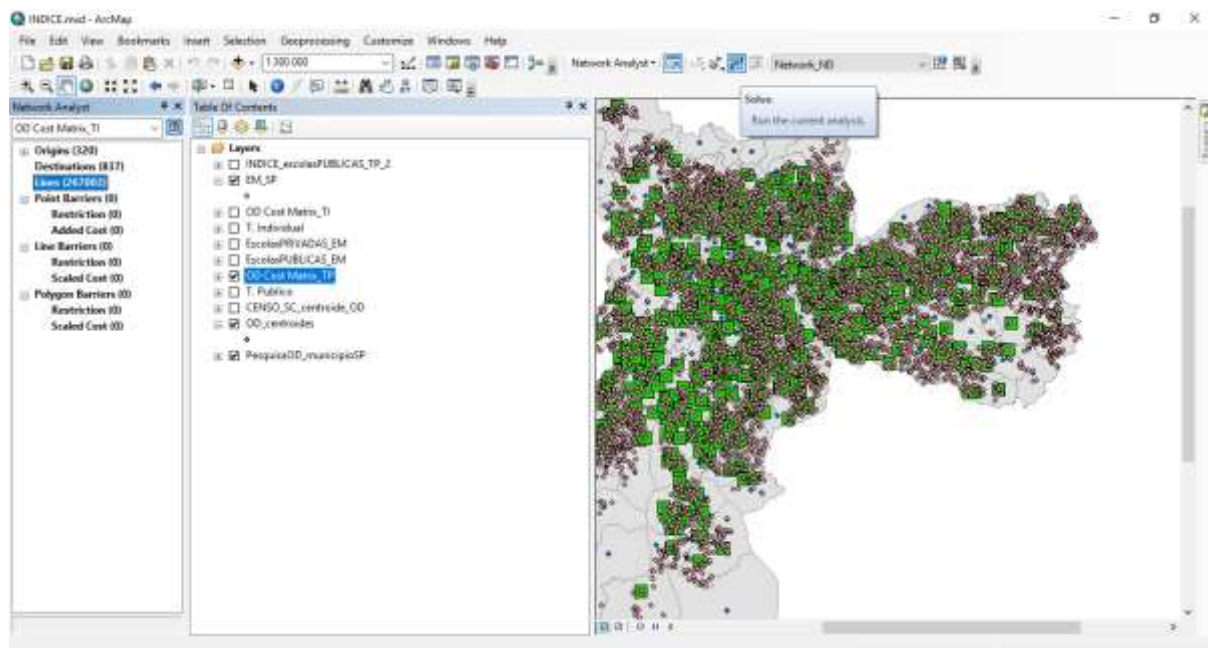 INDICE.mxd - ArcMap
File Edit View Bookmarks Insert Selection Geoprocessing Customize Windows Help
1:300.000
Network Analyst
Network_ND
Solve
Run the current analysis.
Network Analyst
OD Cost Matrix_TI
Origins (320)
Destinations (837)
Point Barriers (0)
Restriction (0)
Added Cost (0)
Line Barriers (0)
Restriction (0)
Scaled Cost (0)
Polygon Barriers (0)
Restriction (0)
Scaled Cost (0)
Table Of Contents
Layers
INDICE_escolasPUBLICAS_TP_2
EM_SP
OD Cost Matrix_TI
T. Individual
EscolasPRIVADAS_EM
EscolasPUBLICAS_EM
OD Cost Matrix_TP
T. Publico
CENSO_SC_centroide_OD
OD_centroides
PesquisaOD_municipioSP